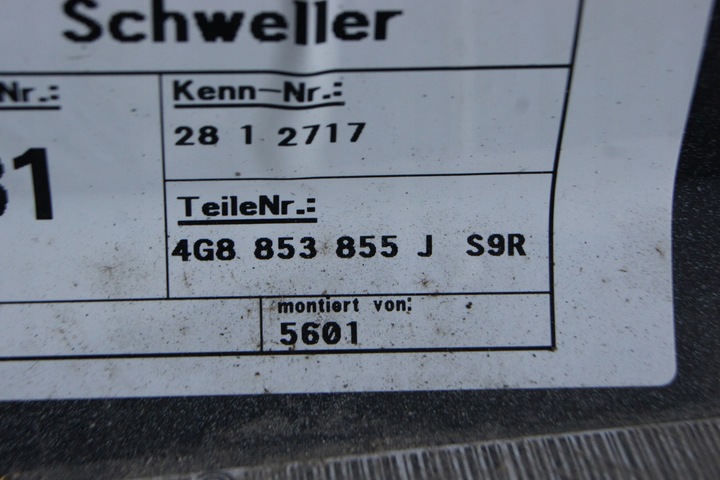 Schweller
Nr.:
Kenn-Nr.:
28 1 2717
31
TeileNr.:
4G8 853 855 J S9R
montiert von:
5601